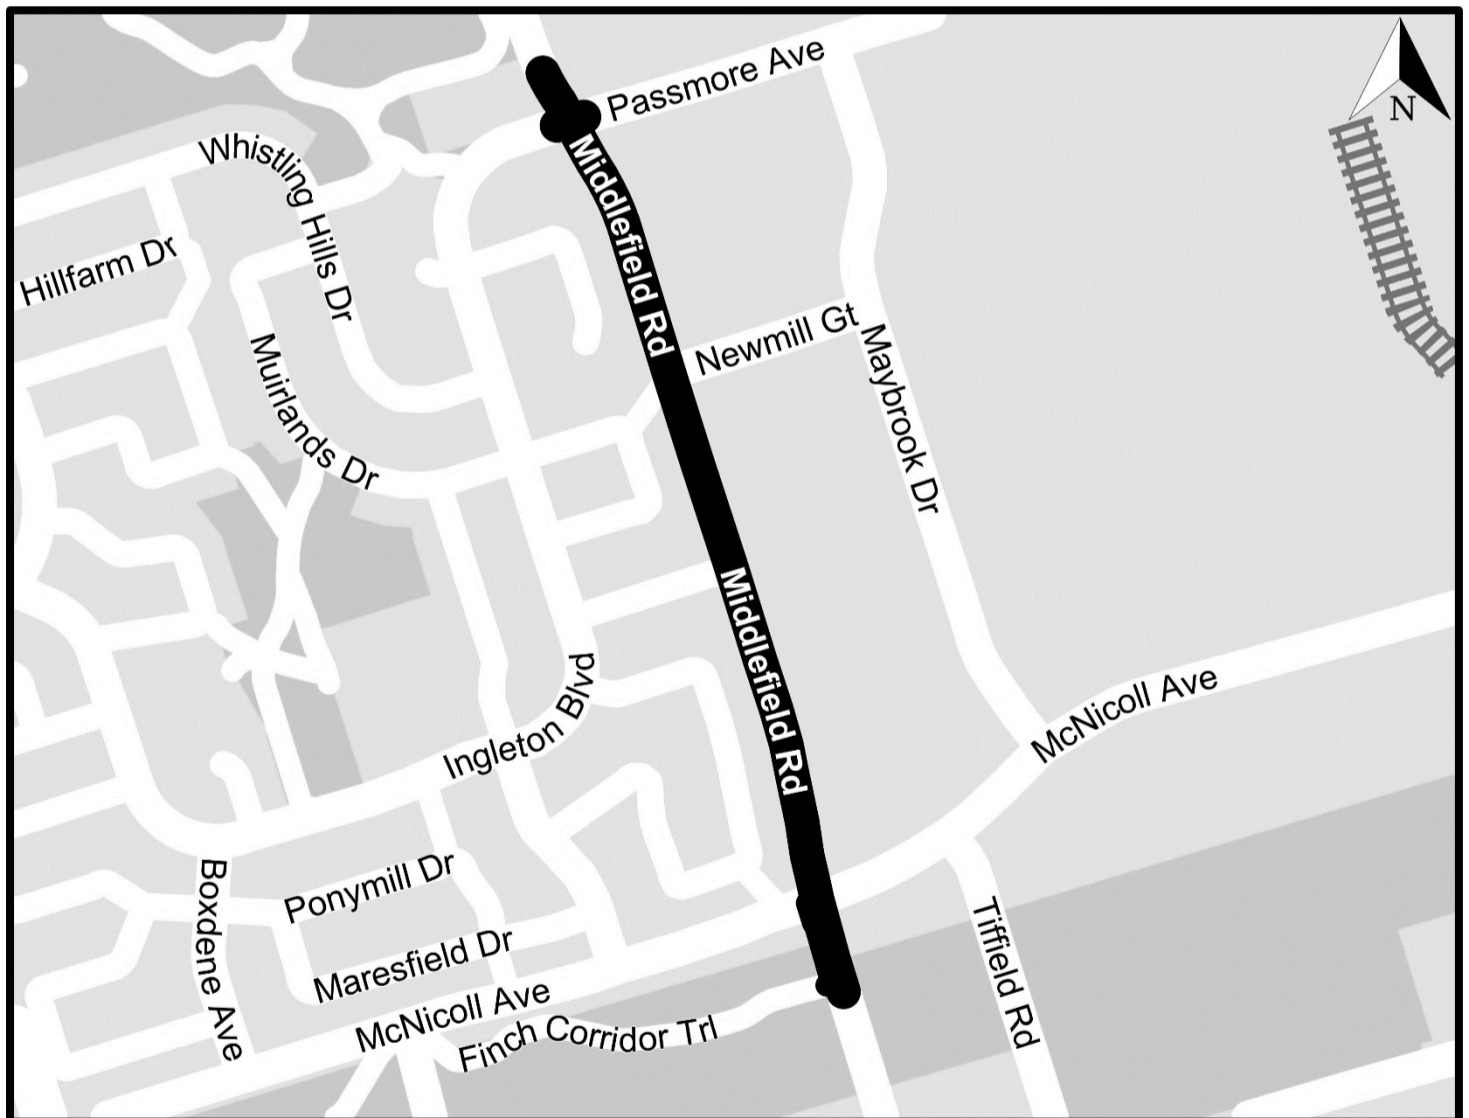 Passmore Ave
N
Whistling Hills Dr
Middlefield Rd
Hillfarm Dr
Newmill Gt
Muirlands Dr
Maybrook Dr
Middlefield Rd
Ingleton Blvd
McNicoll Ave
Ponymill Dr
Boxdene Ave
Maresfield Dr
Tiffield Rd
McNicoll Ave
Finch Corridor Trl